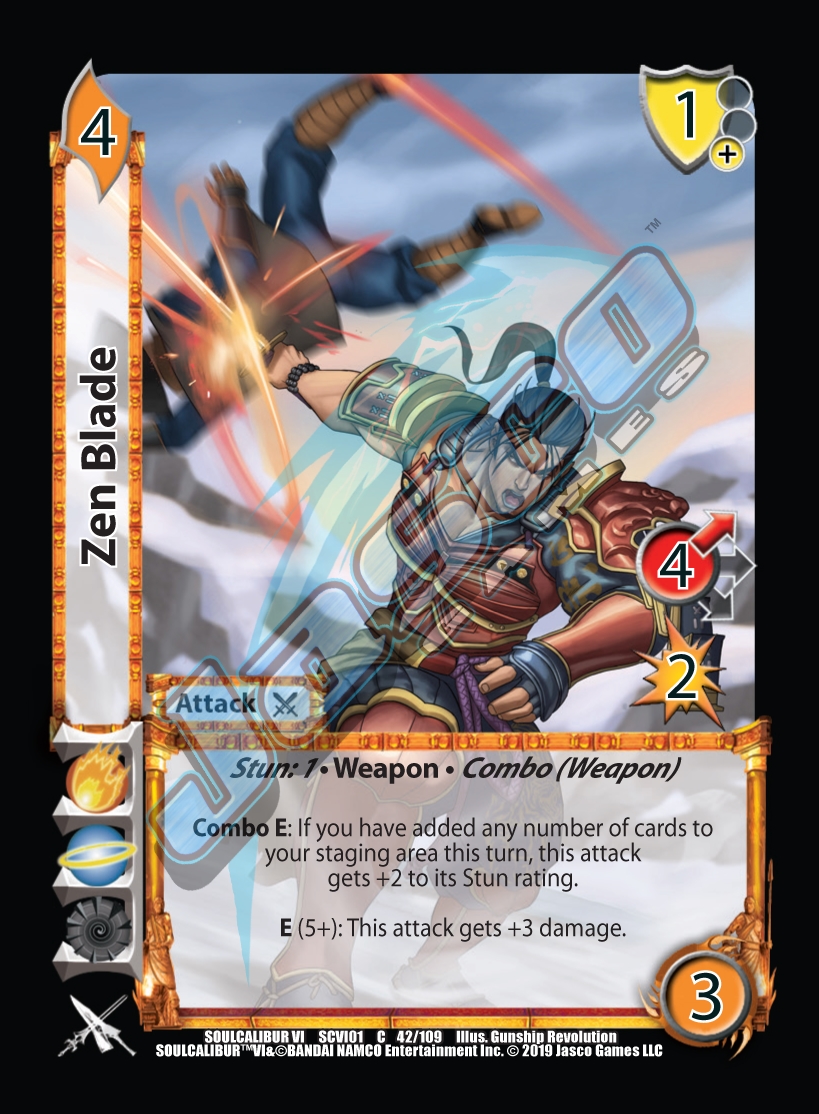 4
1
+
Zen Blade
JASCO
GAMES
TM
4
2
Attack
Stun: 1 • Weapon • Combo (Weapon)
Combo E: If you have added any number of cards to
your staging area this turn, this attack
gets +2 to its Stun rating.
E (5+): This attack gets +3 damage.
3
SOULCALIBUR VI SCVI01 C 42/109 Illus. Gunship Revolution
SOULCALIBUR™VI&©BANDAI NAMCO Entertainment Inc. © 2019 Jasco Games LLC